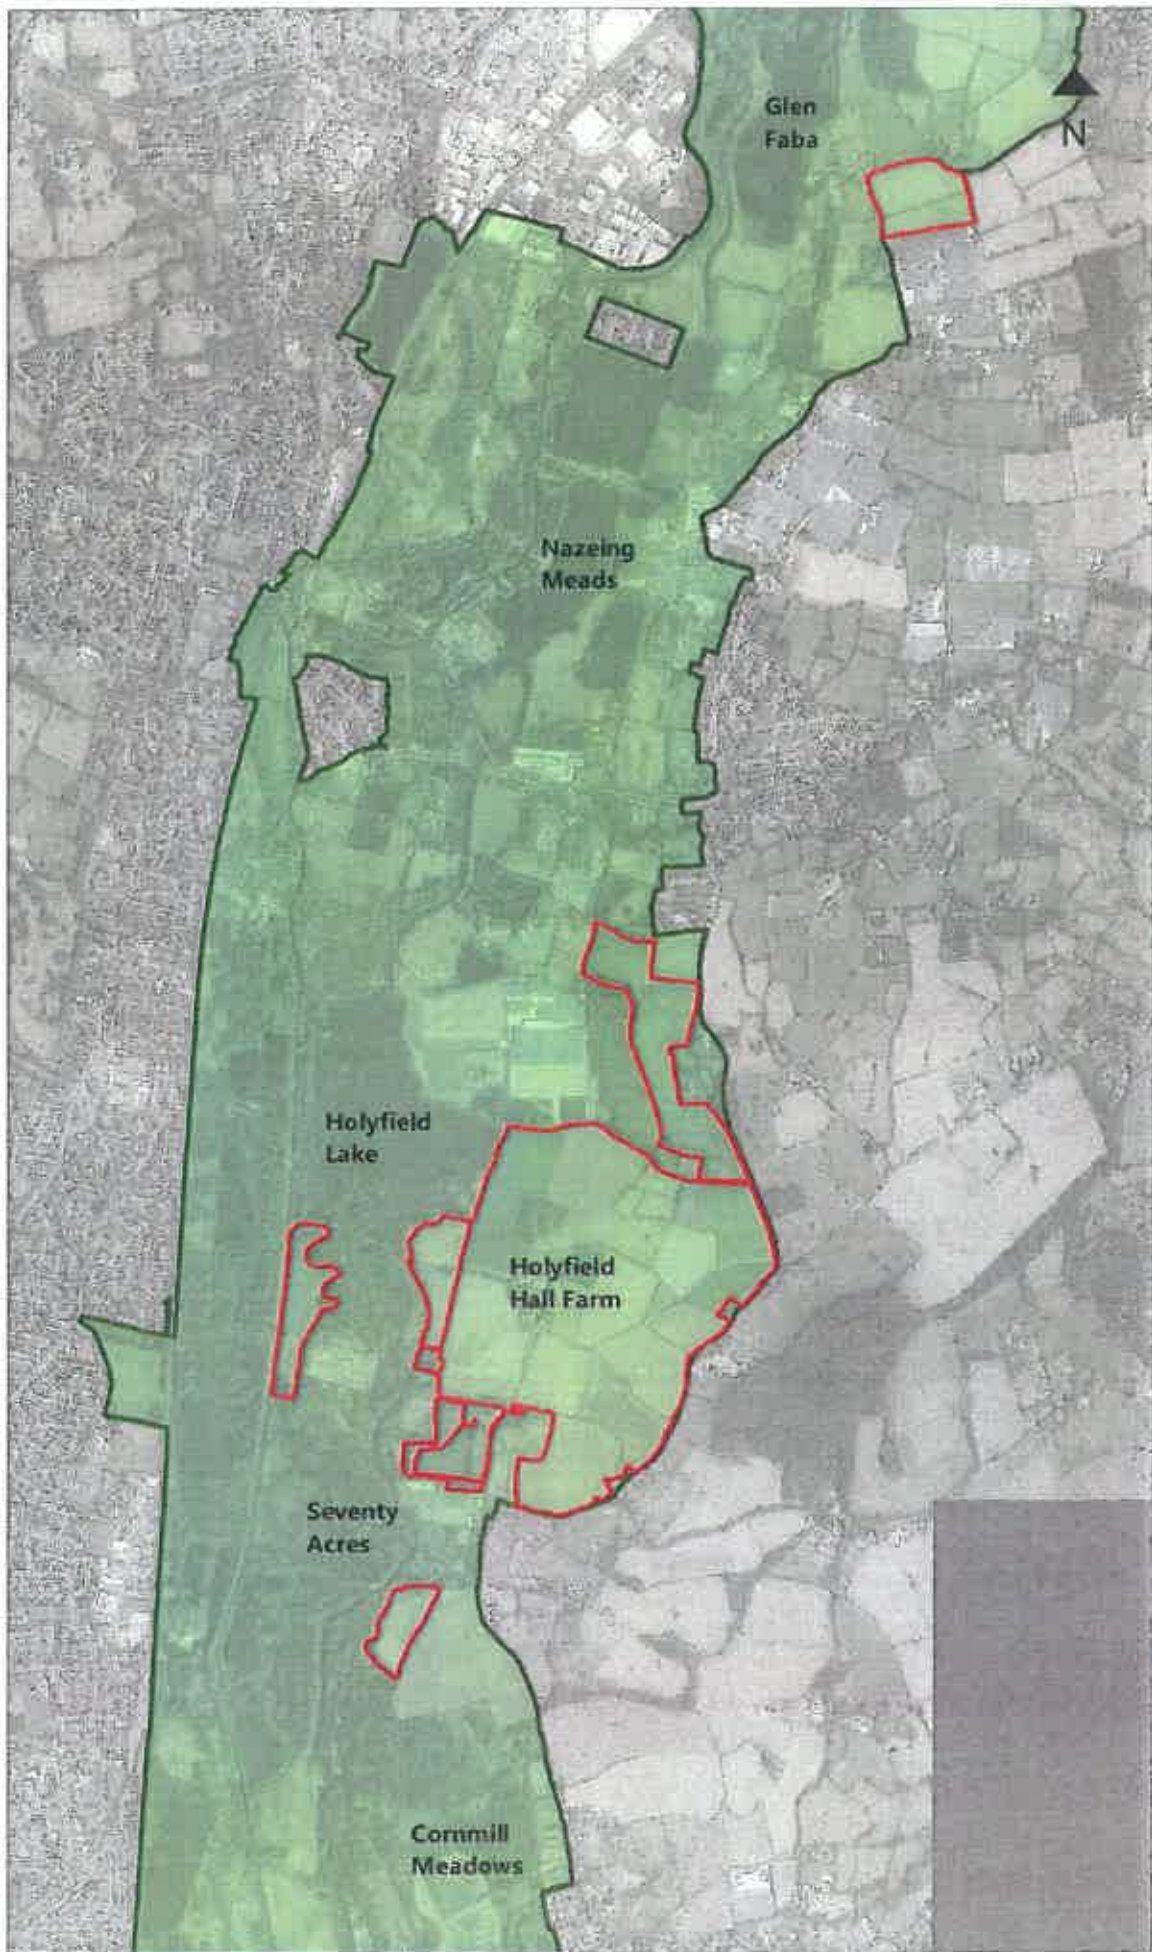 Glen
Faba
N
Nazeing
Meads
Holyfield
Lake
Holyfield
Hall Farm
Seventy
Acres
Cornmill
Meadows